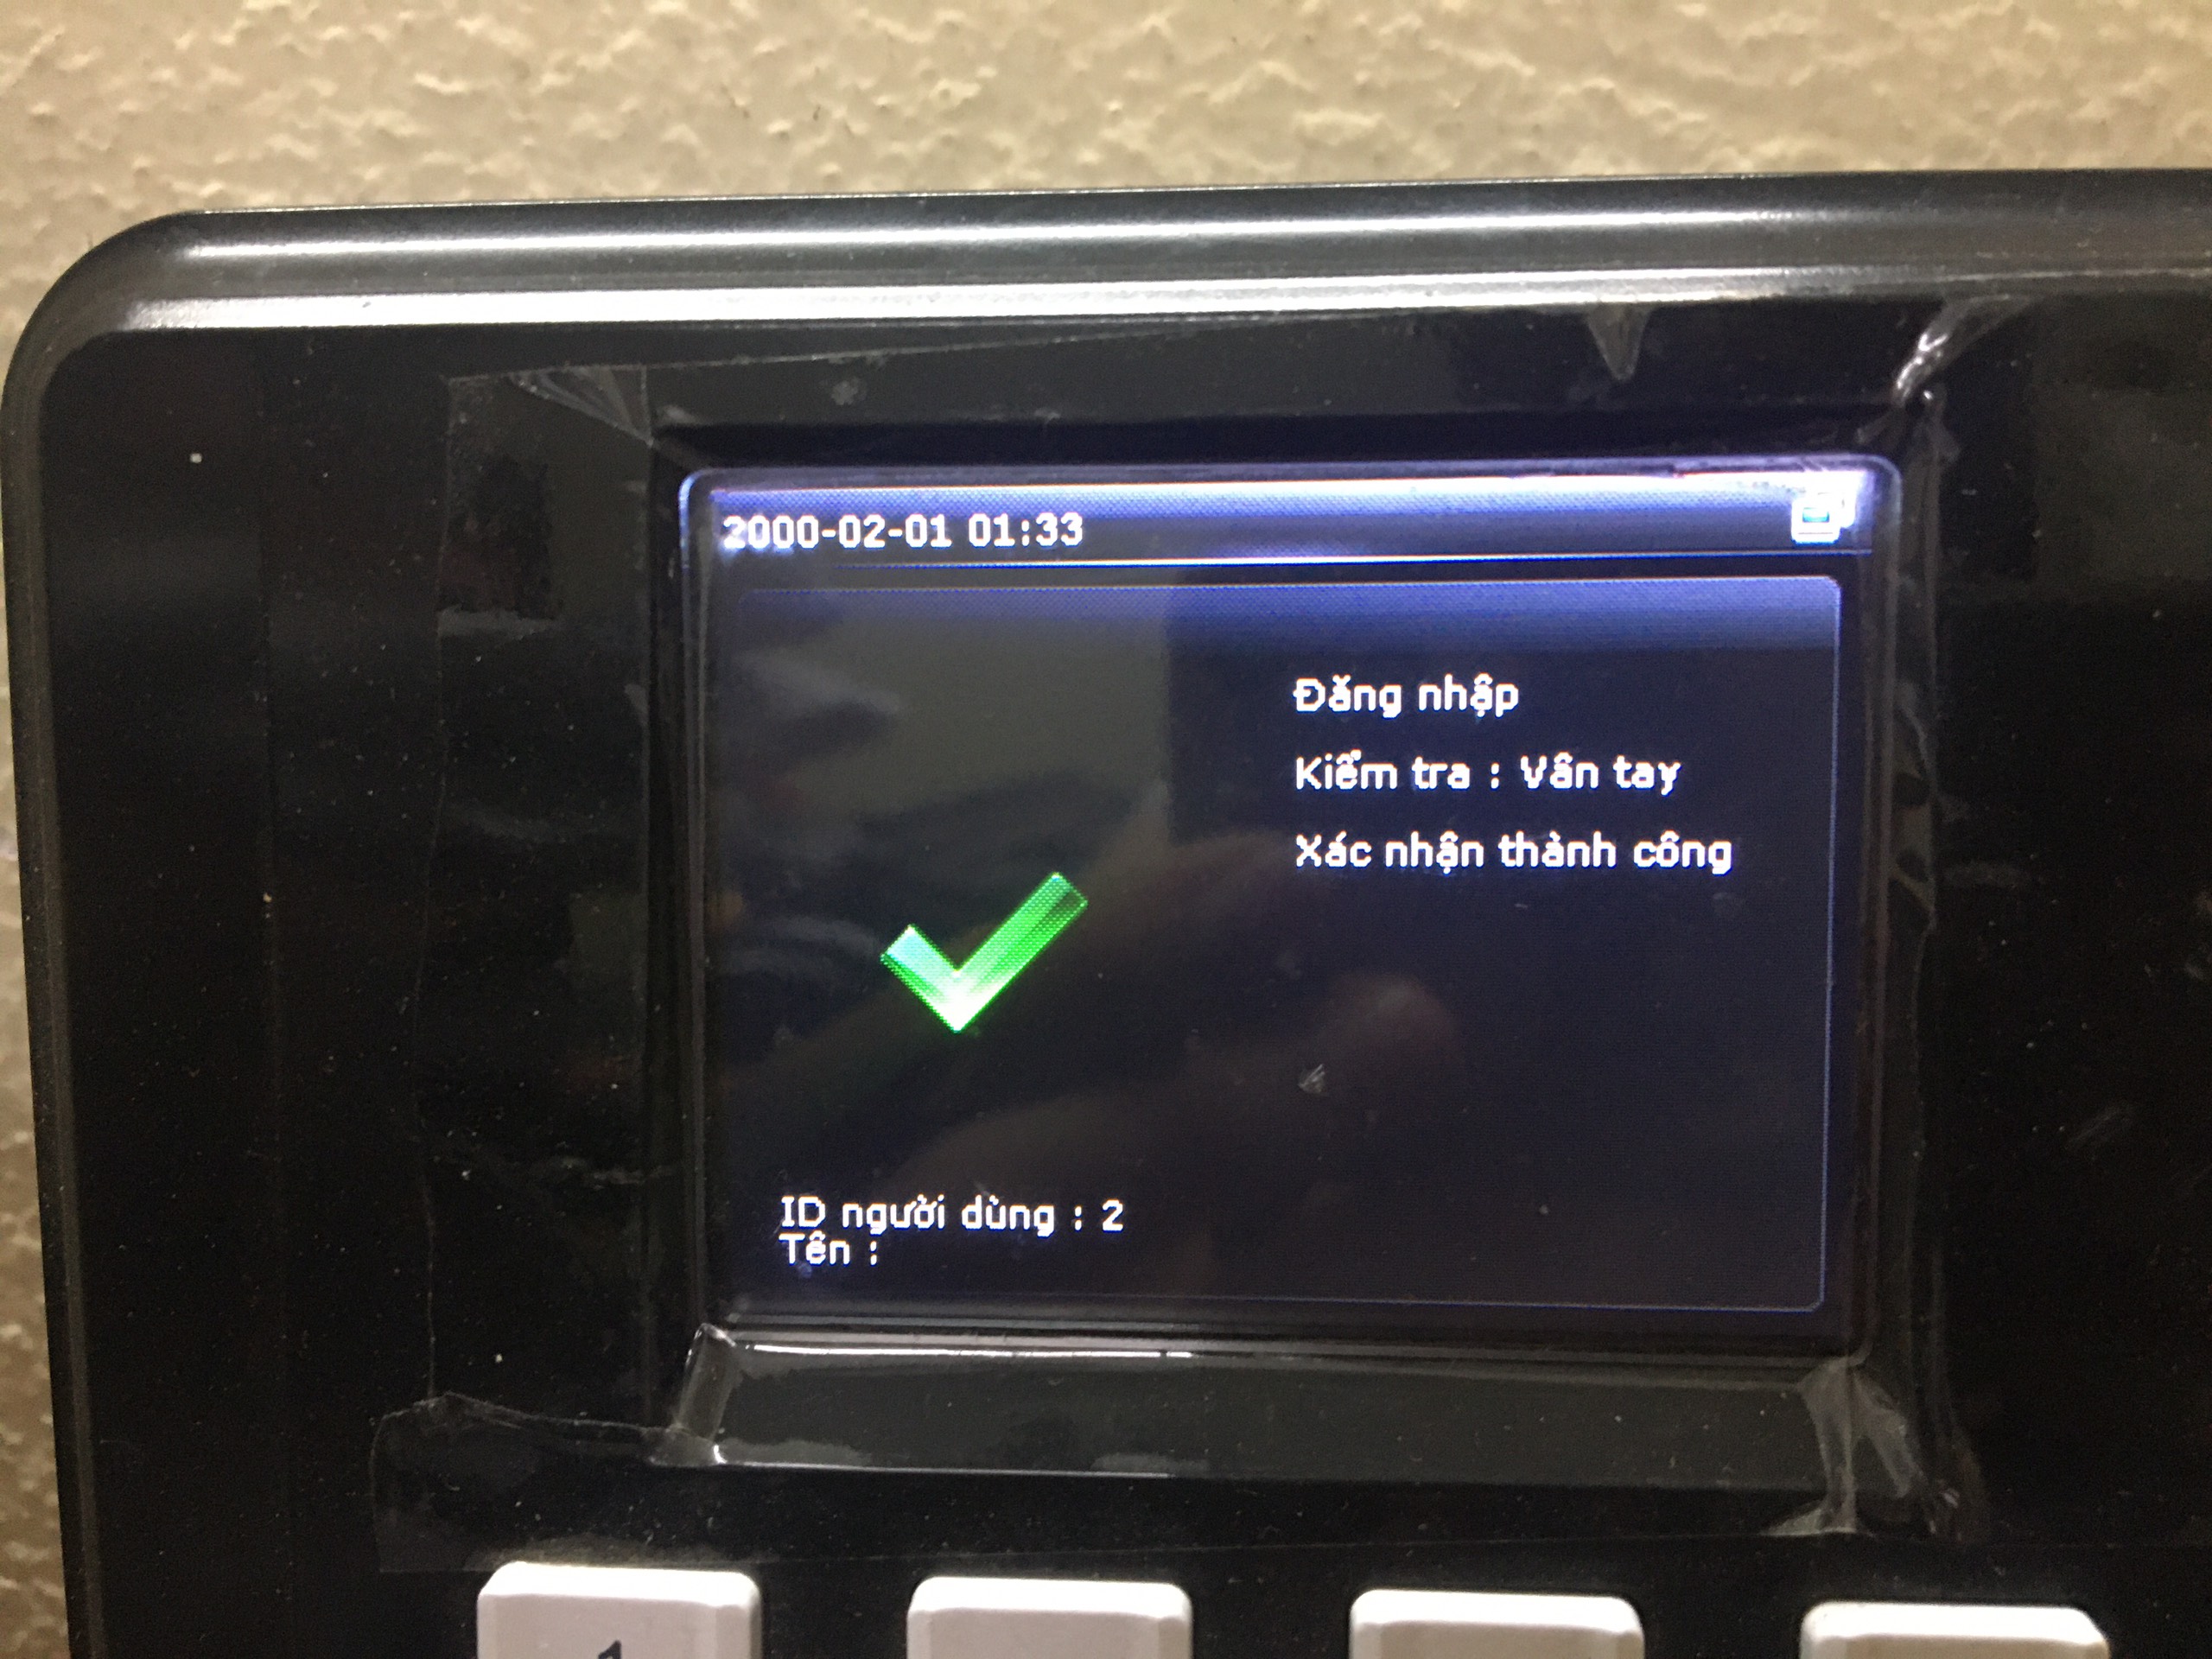 2000-02-01 01:33
Đăng nhập
Kiểm tra : Vân tay
Xác nhận thành công
ID người dùng : 2
Tên :